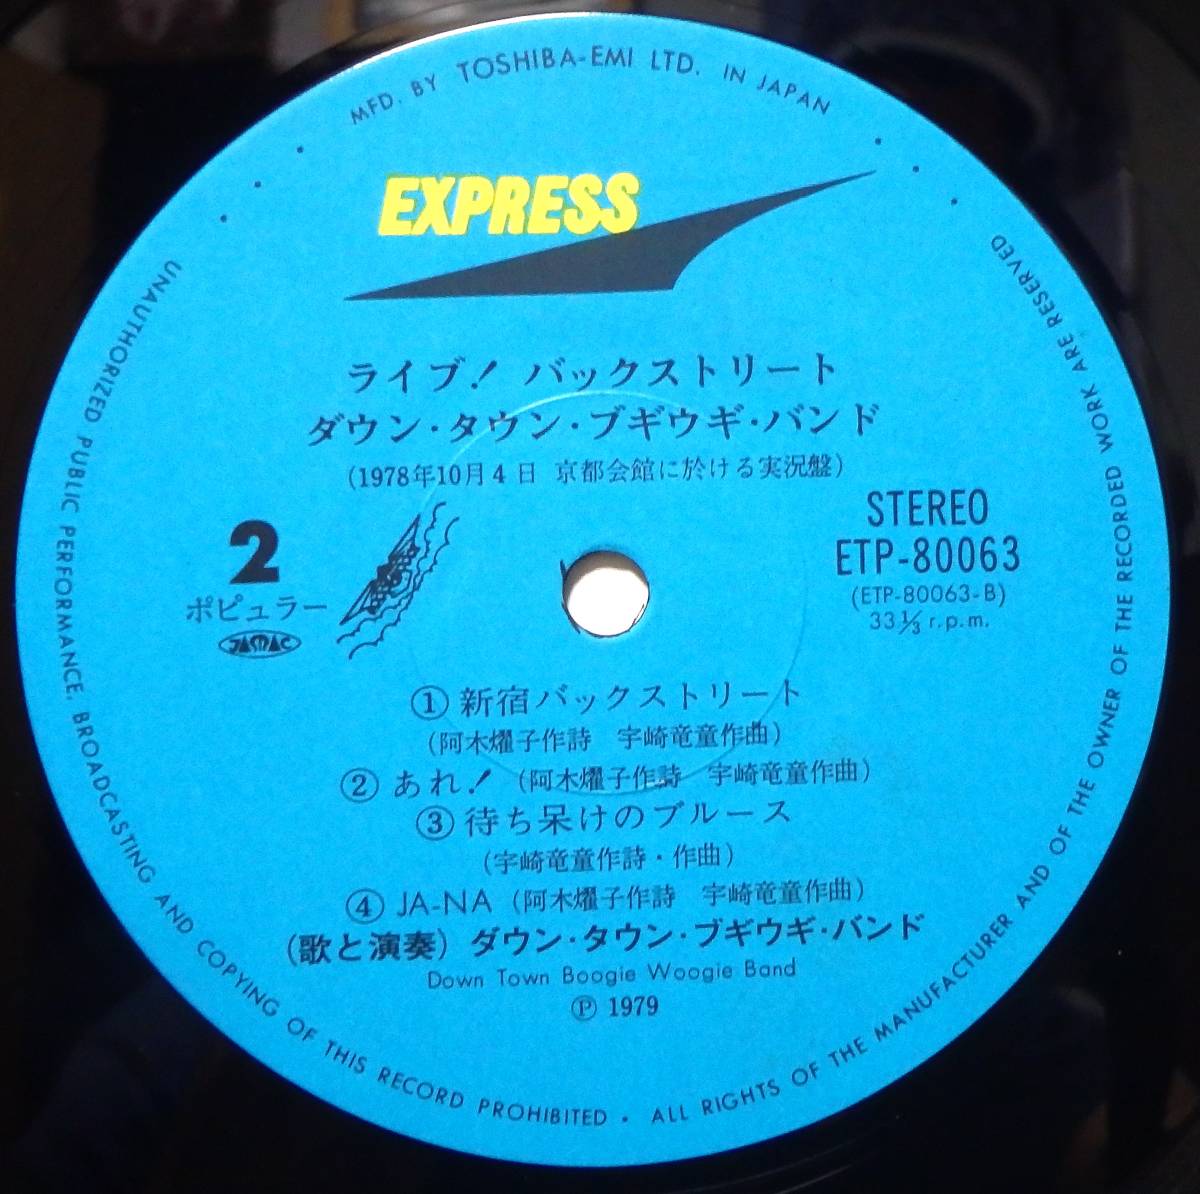 MFD. BY TOSHIBA-EMI LTD. IN JAPAN
EXPRESS
ライブ! バックストリート
ダウン・タウン・ブギウギ・バンド
(1978年10月4日 京都会館に於ける実況盤)
2
ポピュラー
JASRAC
STEREO
ETP-80063
(ETP-80063-B)
33⅓ r.p.m.
① 新宿バックストリート
(阿木燿子作詩 宇崎竜童作曲)
② あれ! (阿木燿子作詩 宇崎竜童作曲)
③ 待ち呆けのブルース
(宇崎竜童作詩・作曲)
④ JA-NA (阿木燿子作詩 宇崎竜童作曲)
(歌と演奏) ダウン・タウン・ブギウギ・バンド
Down Town Boogie Woogie Band
Ⓟ 1979
UNAUTHORIZED PUBLIC PERFORMANCE, BROADCASTING AND COPYING OF THIS RECORD PROHIBITED • ALL RIGHTS OF THE MANUFACTURER AND OF THE OWNER OF THE RECORDED WORK ARE RESERVED